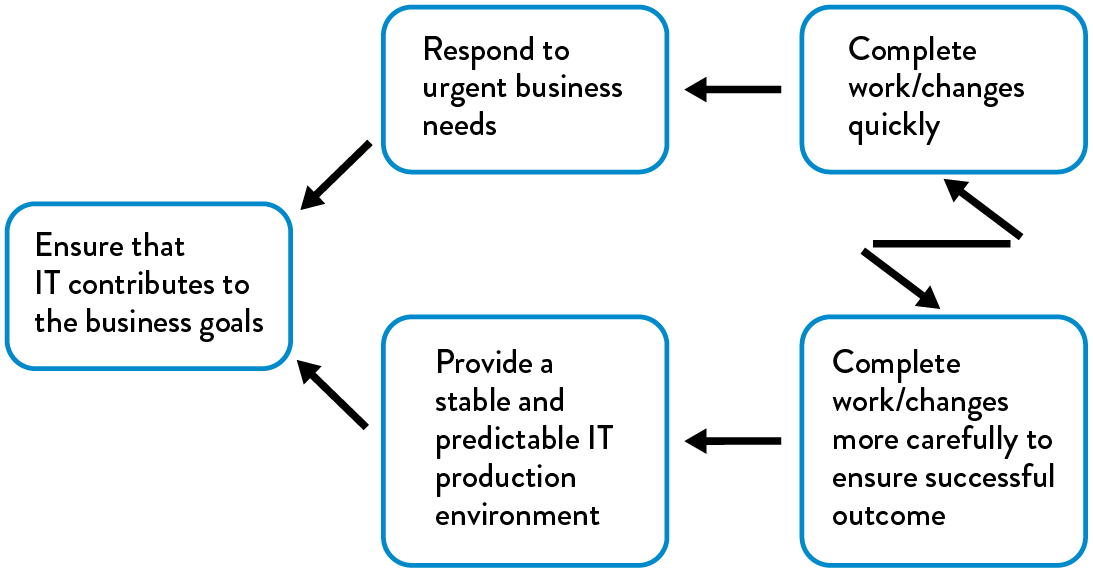 Respond to
urgent business
needs
Complete
work/changes
quickly
Ensure that
IT contributes to
the business goals
Provide a
stable and
predictable IT
production
environment
Complete
work/changes
more carefully to
ensure successful
outcome